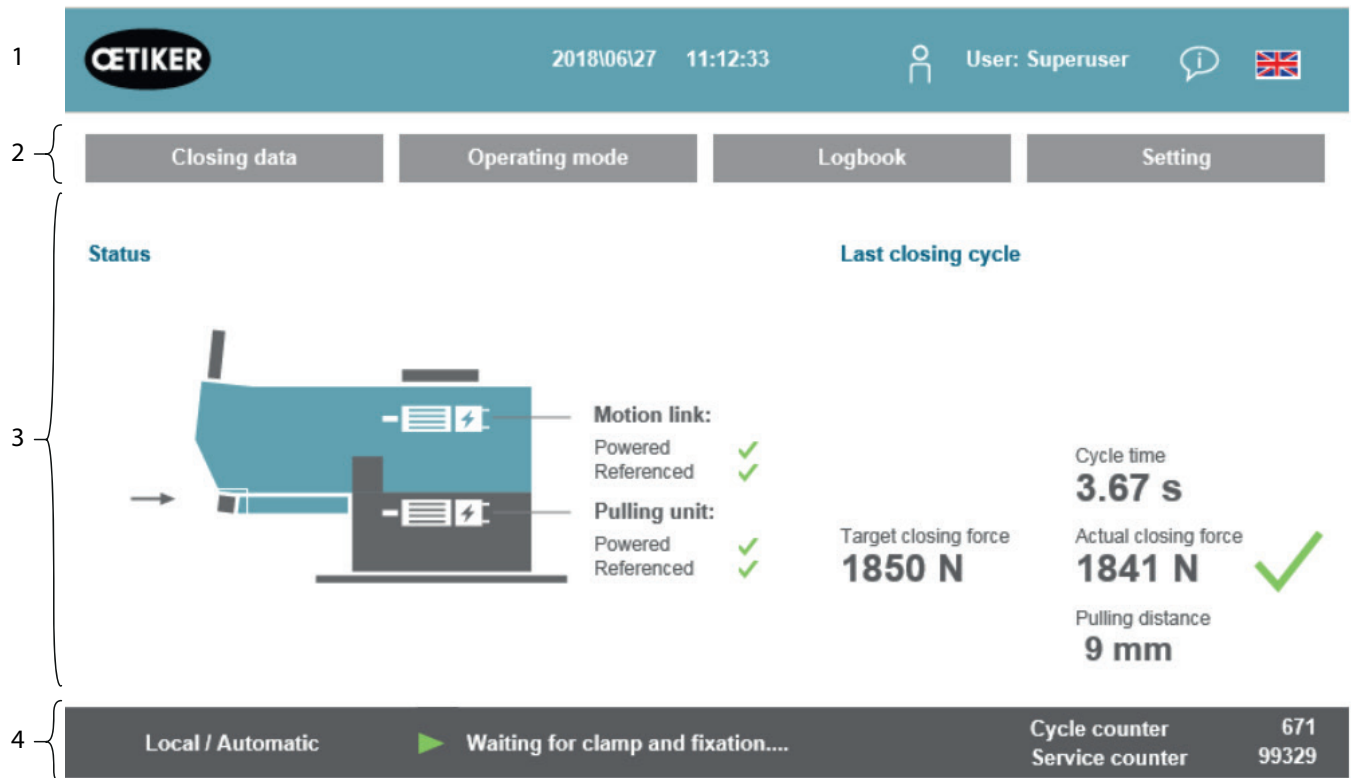 1
ŒTIKER
2018\06\27 11:12:33
User: Superuser
i
2
Closing data
Operating mode
Logbook
Setting
3
Status
Last closing cycle
Motion link:
Powered
Referenced
Pulling unit:
Powered
Referenced
Cycle time
3.67 s
Target closing force
1850 N
Actual closing force
1841 N
Pulling distance
9 mm
4
Local / Automatic
Waiting for clamp and fixation....
Cycle counter 671
Service counter 99329